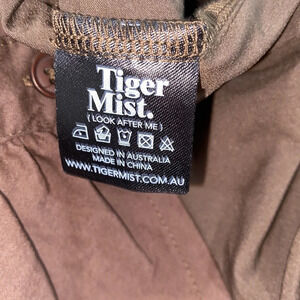 Tiger
Mist.
( LOOK AFTER ME )
DESIGNED IN AUSTRALIA
MADE IN CHINA
WWW.TIGERMIST.COM.AU